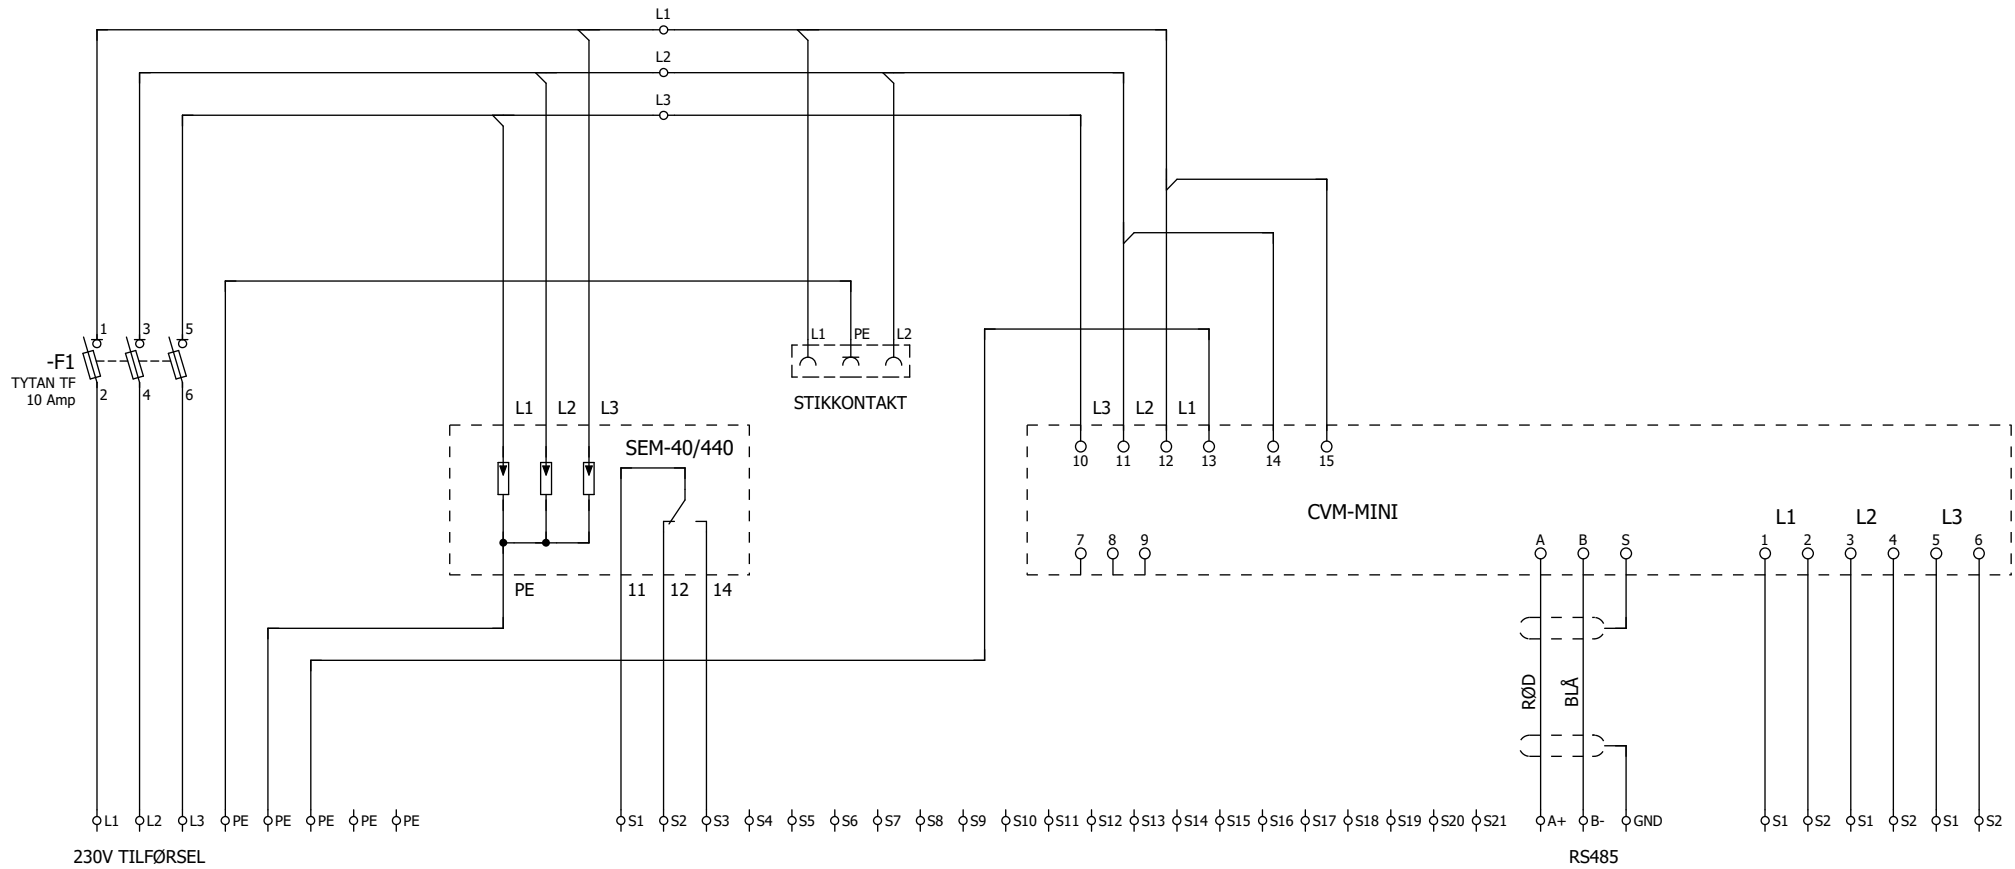 L1
L2
L3
1 3 5
-F1
TYTAN TF
10 Amp
2 4 6
L1 PE L2
STIKKONTAKT
L1 L2 L3
SEM-40/440
PE 11 12 14
L3 L2 L1
10 11 12 13 14 15
CVM-MINI
7 8 9
A B S
L1 L2 L3
1 2 3 4 5 6
RØD
BLÅ
L1 L2 L3 PE PE PE PE PE
S1 S2 S3 S4 S5 S6 S7 S8 S9 S10 S11 S12 S13 S14 S15 S16 S17 S18 S19 S20 S21
A+ B- GND
S1 S2 S1 S2 S1 S2
230V TILFØRSEL
RS485